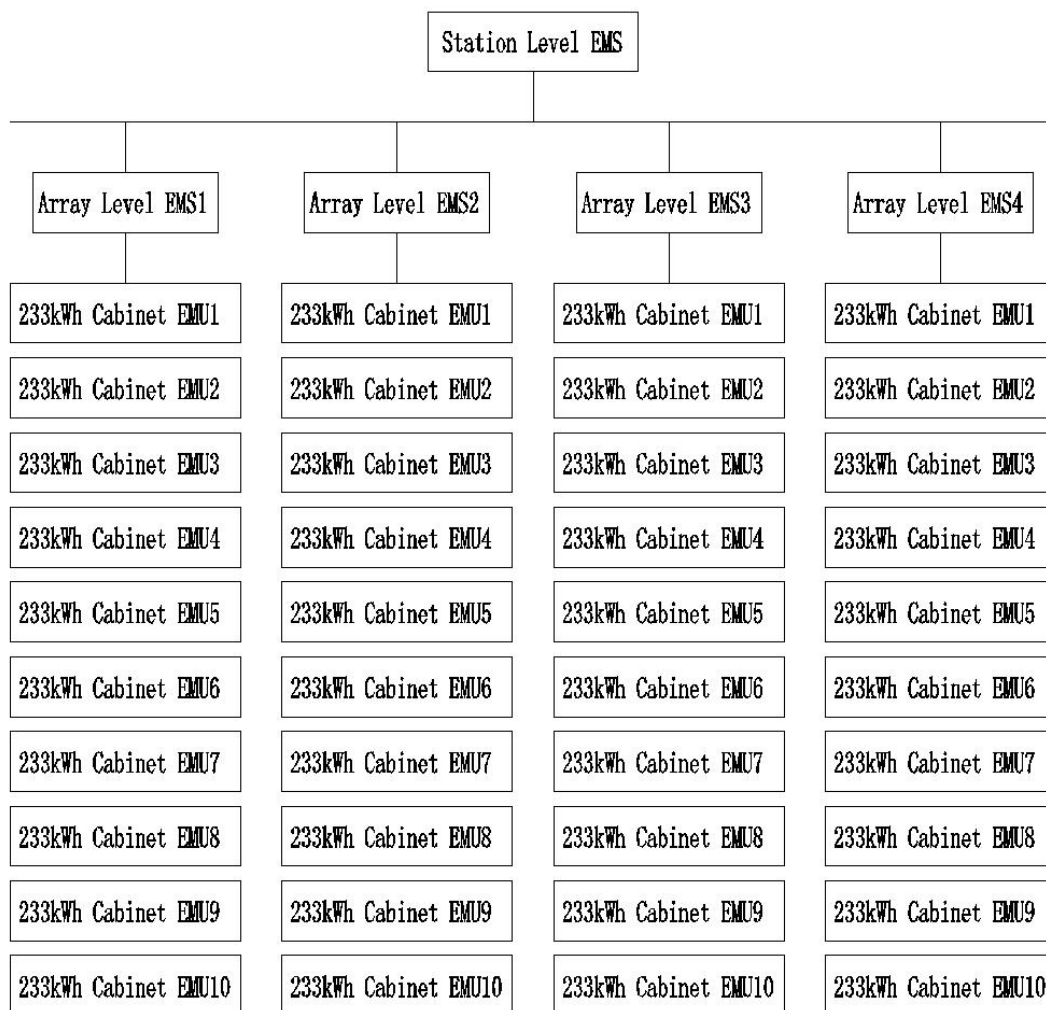 Station Level EMS
Array Level EMS1 Array Level EMS2 Array Level EMS3 Array Level EMS4
233kWh Cabinet EMU1 233kWh Cabinet EMU1 233kWh Cabinet EMU1 233kWh Cabinet EMU1
233kWh Cabinet EMU2 233kWh Cabinet EMU2 233kWh Cabinet EMU2 233kWh Cabinet EMU2
233kWh Cabinet EMU3 233kWh Cabinet EMU3 233kWh Cabinet EMU3 233kWh Cabinet EMU3
233kWh Cabinet EMU4 233kWh Cabinet EMU4 233kWh Cabinet EMU4 233kWh Cabinet EMU4
233kWh Cabinet EMU5 233kWh Cabinet EMU5 233kWh Cabinet EMU5 233kWh Cabinet EMU5
233kWh Cabinet EMU6 233kWh Cabinet EMU6 233kWh Cabinet EMU6 233kWh Cabinet EMU6
233kWh Cabinet EMU7 233kWh Cabinet EMU7 233kWh Cabinet EMU7 233kWh Cabinet EMU7
233kWh Cabinet EMU8 233kWh Cabinet EMU8 233kWh Cabinet EMU8 233kWh Cabinet EMU8
233kWh Cabinet EMU9 233kWh Cabinet EMU9 233kWh Cabinet EMU9 233kWh Cabinet EMU9
233kWh Cabinet EMU10 233kWh Cabinet EMU10 233kWh Cabinet EMU10 233kWh Cabinet EMU10